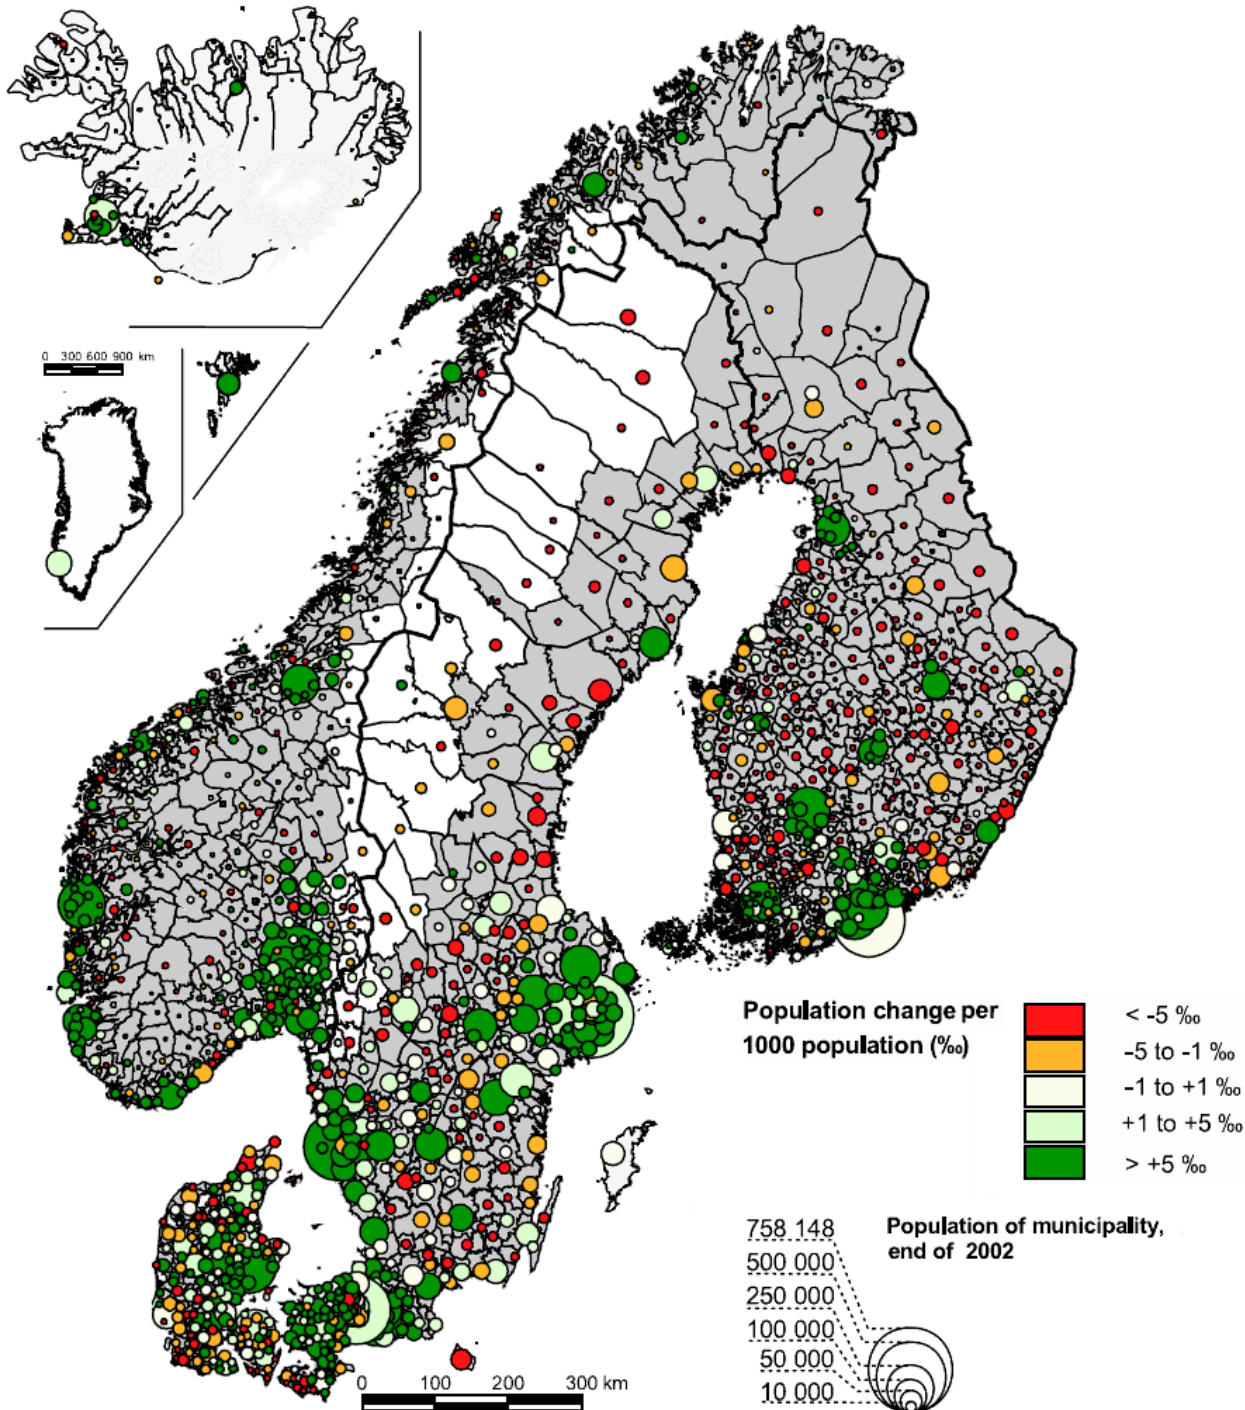 0 300 600 900 km
Population change per
1000 population (‰)
< -5 ‰
-5 to -1 ‰
-1 to +1 ‰
+1 to +5 ‰
> +5 ‰
Population of municipality,
end of 2002
758 148
500 000
250 000
100 000
50 000
10 000
0 100 200 300 km